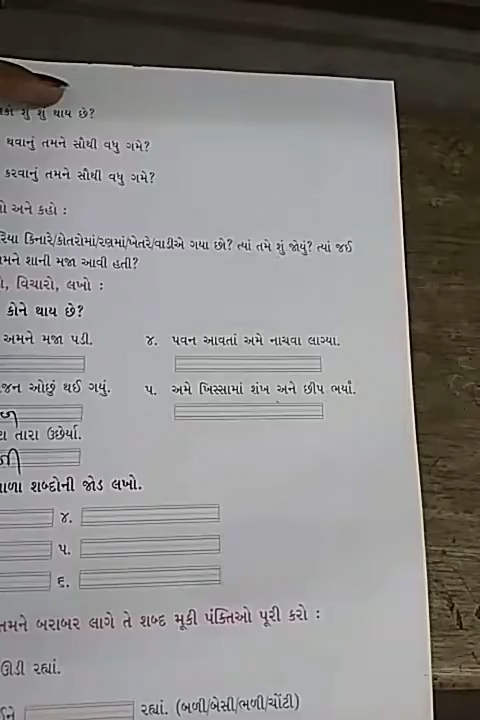 શું શું થાય છે?
થવાનું તમને સૌથી વધુ ગમે?
કરવાનું તમને સૌથી વધુ ગમે?
અને કહો :
કિનારે/કોતરોમાં/રણમાં/ખેતરે/વાડીએ ગયા છો? ત્યાં તમે શું જોયું? ત્યાં જઈ
શાની મજા આવી હતી?
વિચારો, લખો :
કોને થાય છે?
અમને મજા પડી.
૪. પવન આવતાં અમે નાચવા લાગ્યા.
ઓછું થઈ ગયું.
૫. અમે ખિસ્સામાં શંખ અને છીપ ભર્યાં.
તારા ઉછેર્યા.
શબ્દોની જોડ લખો.
૪.
૫.
૬.
તમને બરાબર લાગે તે શબ્દ મૂકી પંક્તિઓ પૂરી કરો :
ઊડી રહ્યાં.
રહ્યાં. (બળી/બેસી/ભળી/ચોંટી)